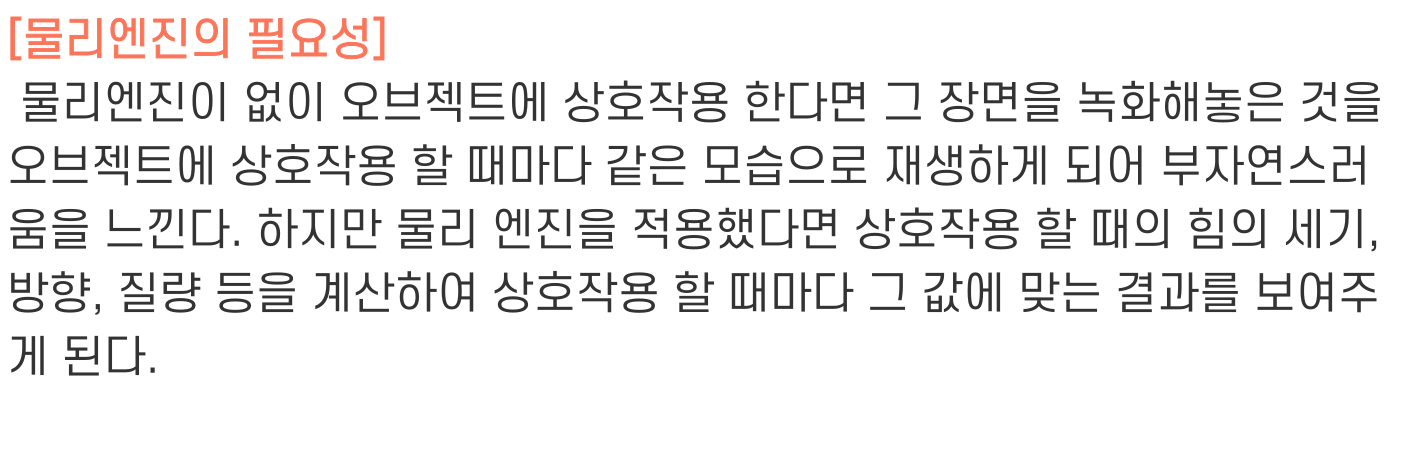 [물리엔진의 필요성]
물리엔진이 없이 오브젝트에 상호작용 한다면 그 장면을 녹화해놓은 것을
오브젝트에 상호작용 할 때마다 같은 모습으로 재생하게 되어 부자연스러
움을 느낀다. 하지만 물리 엔진을 적용했다면 상호작용 할 때의 힘의 세기,
방향, 질량 등을 계산하여 상호작용 할 때마다 그 값에 맞는 결과를 보여주
게 된다.